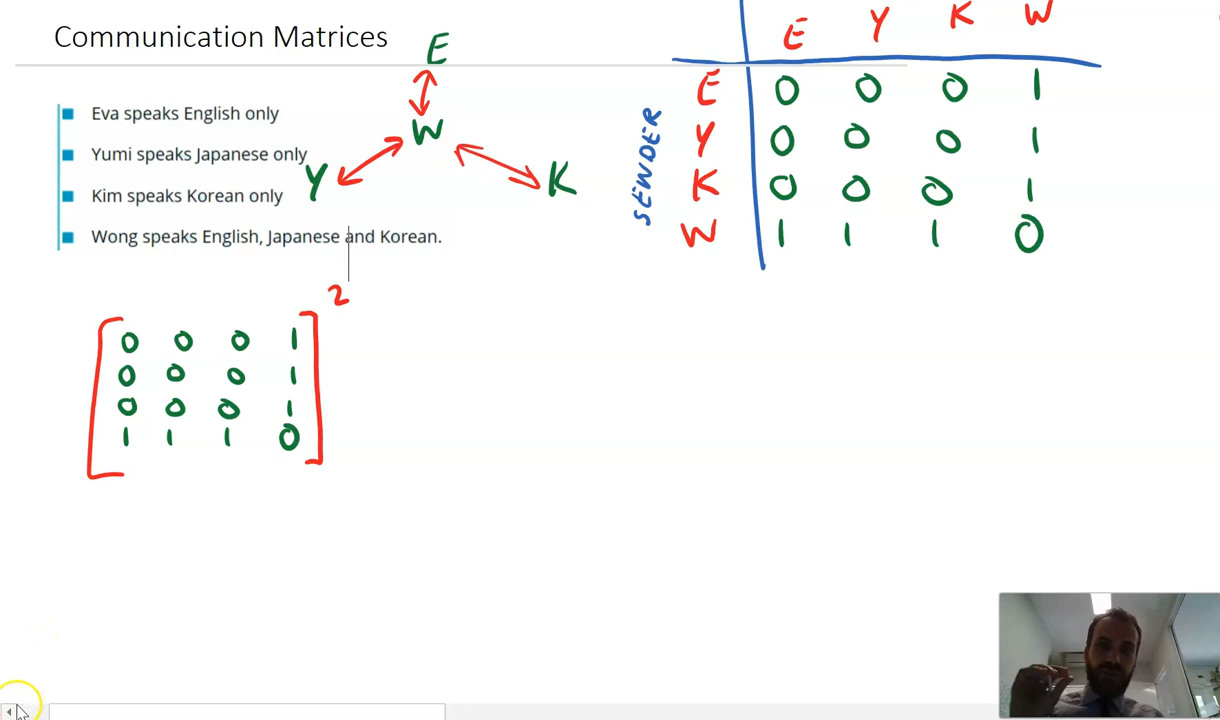 Communication Matrices
E
W
Y
K
Eva speaks English only
Yumi speaks Japanese only
Kim speaks Korean only
Wong speaks English, Japanese and Korean.
E Y K W
SENDER
E 0 0 0 1
Y 0 0 0 1
K 0 0 0 1
W 1 1 1 0
2
0 0 0 1
0 0 0 1
0 0 0 1
1 1 1 0